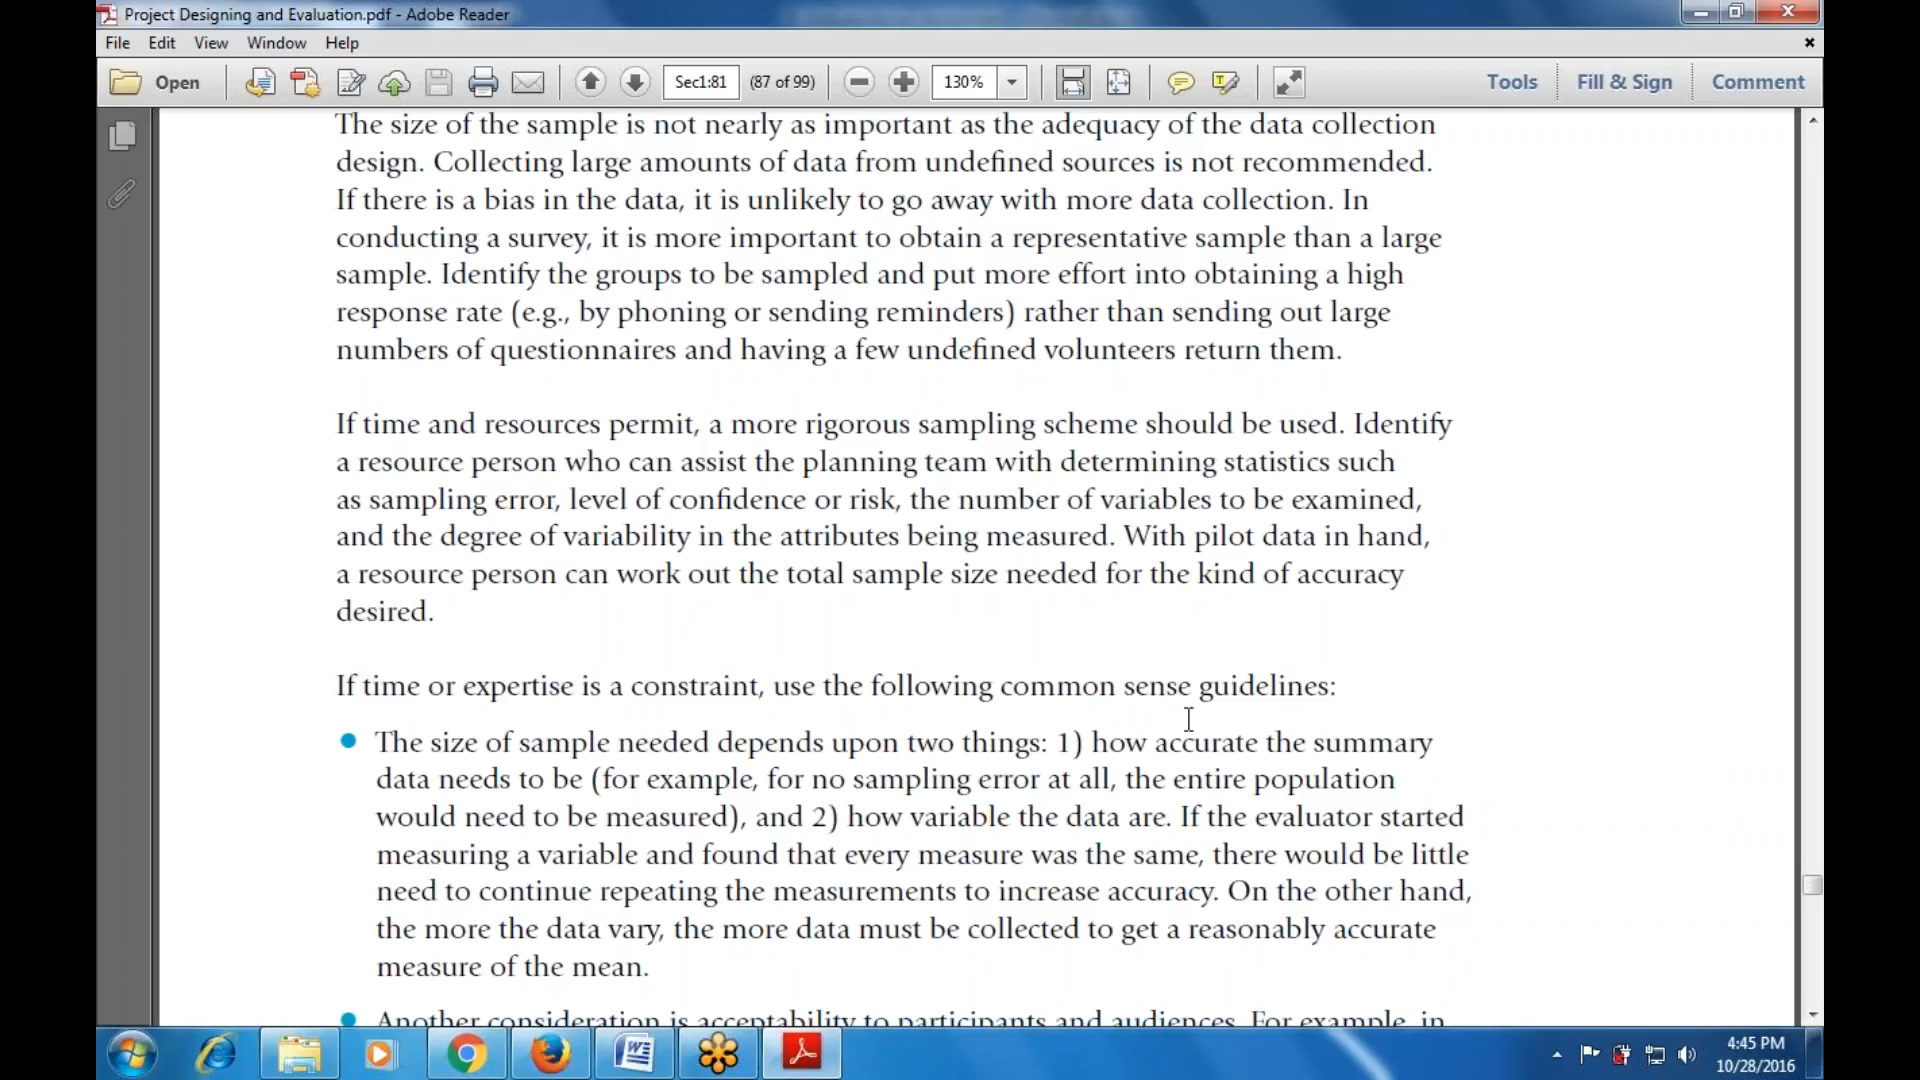 Project Designing and Evaluation.pdf - Adobe Reader
File Edit View Window Help
Open Sec1:81 (87 of 99) 130% Tools Fill & Sign Comment
The size of the sample is not nearly as important as the adequacy of the data collection
design. Collecting large amounts of data from undefined sources is not recommended.
If there is a bias in the data, it is unlikely to go away with more data collection. In
conducting a survey, it is more important to obtain a representative sample than a large
sample. Identify the groups to be sampled and put more effort into obtaining a high
response rate (e.g., by phoning or sending reminders) rather than sending out large
numbers of questionnaires and having a few undefined volunteers return them.
If time and resources permit, a more rigorous sampling scheme should be used. Identify
a resource person who can assist the planning team with determining statistics such
as sampling error, level of confidence or risk, the number of variables to be examined,
and the degree of variability in the attributes being measured. With pilot data in hand,
a resource person can work out the total sample size needed for the kind of accuracy
desired.
If time or expertise is a constraint, use the following common sense guidelines:
The size of sample needed depends upon two things: 1) how accurate the summary
data needs to be (for example, for no sampling error at all, the entire population
would need to be measured), and 2) how variable the data are. If the evaluator started
measuring a variable and found that every measure was the same, there would be little
need to continue repeating the measurements to increase accuracy. On the other hand,
the more the data vary, the more data must be collected to get a reasonably accurate
measure of the mean.
Another consideration is acceptability to participants and audiences. For example, in
4:45 PM
10/28/2016